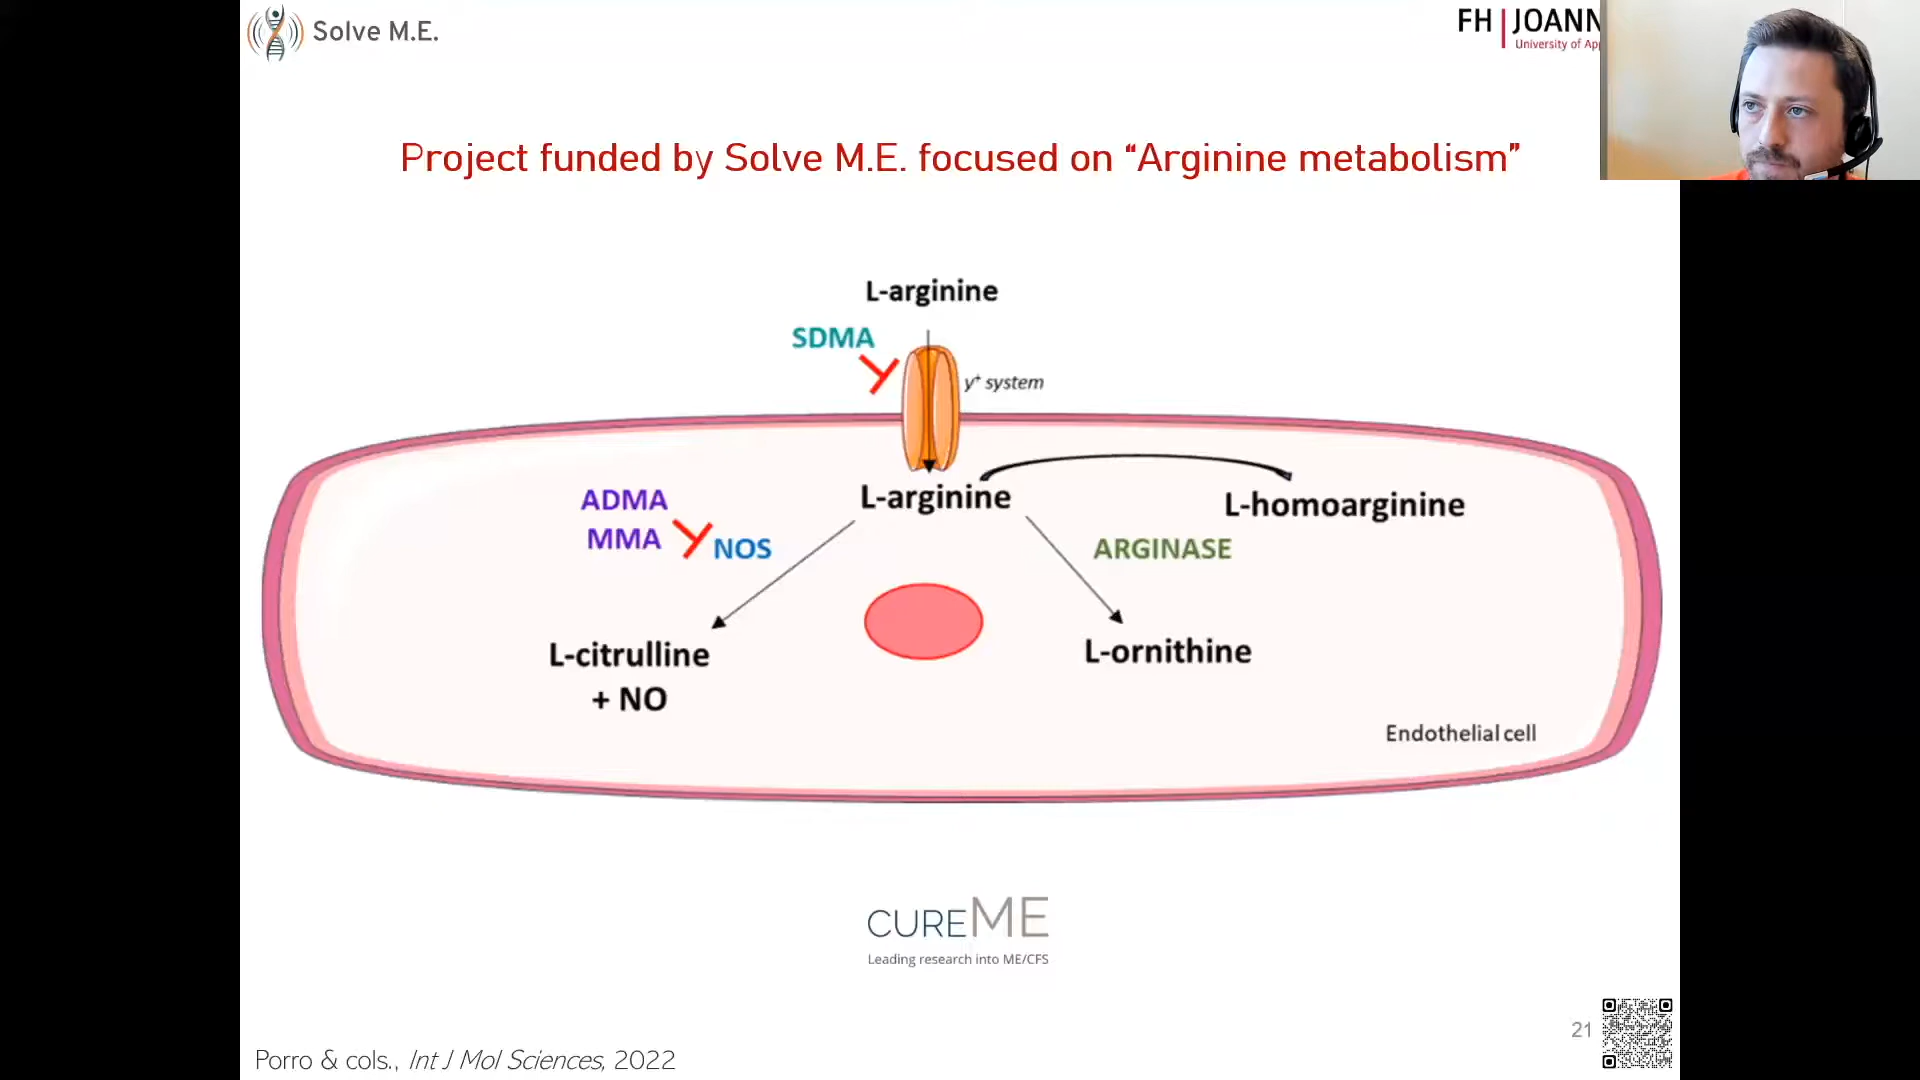 Solve M.E.
FH | JOANN
University of Ap
Project funded by Solve M.E. focused on “Arginine metabolism”
L-arginine
SDMA
y⁺ system
ADMA
MMA
NOS
L-arginine
L-homoarginine
ARGINASE
L-citrulline
+ NO
L-ornithine
Endothelial cell
CUREME
Leading research into ME/CFS
21
Porro & cols., Int J Mol Sciences, 2022